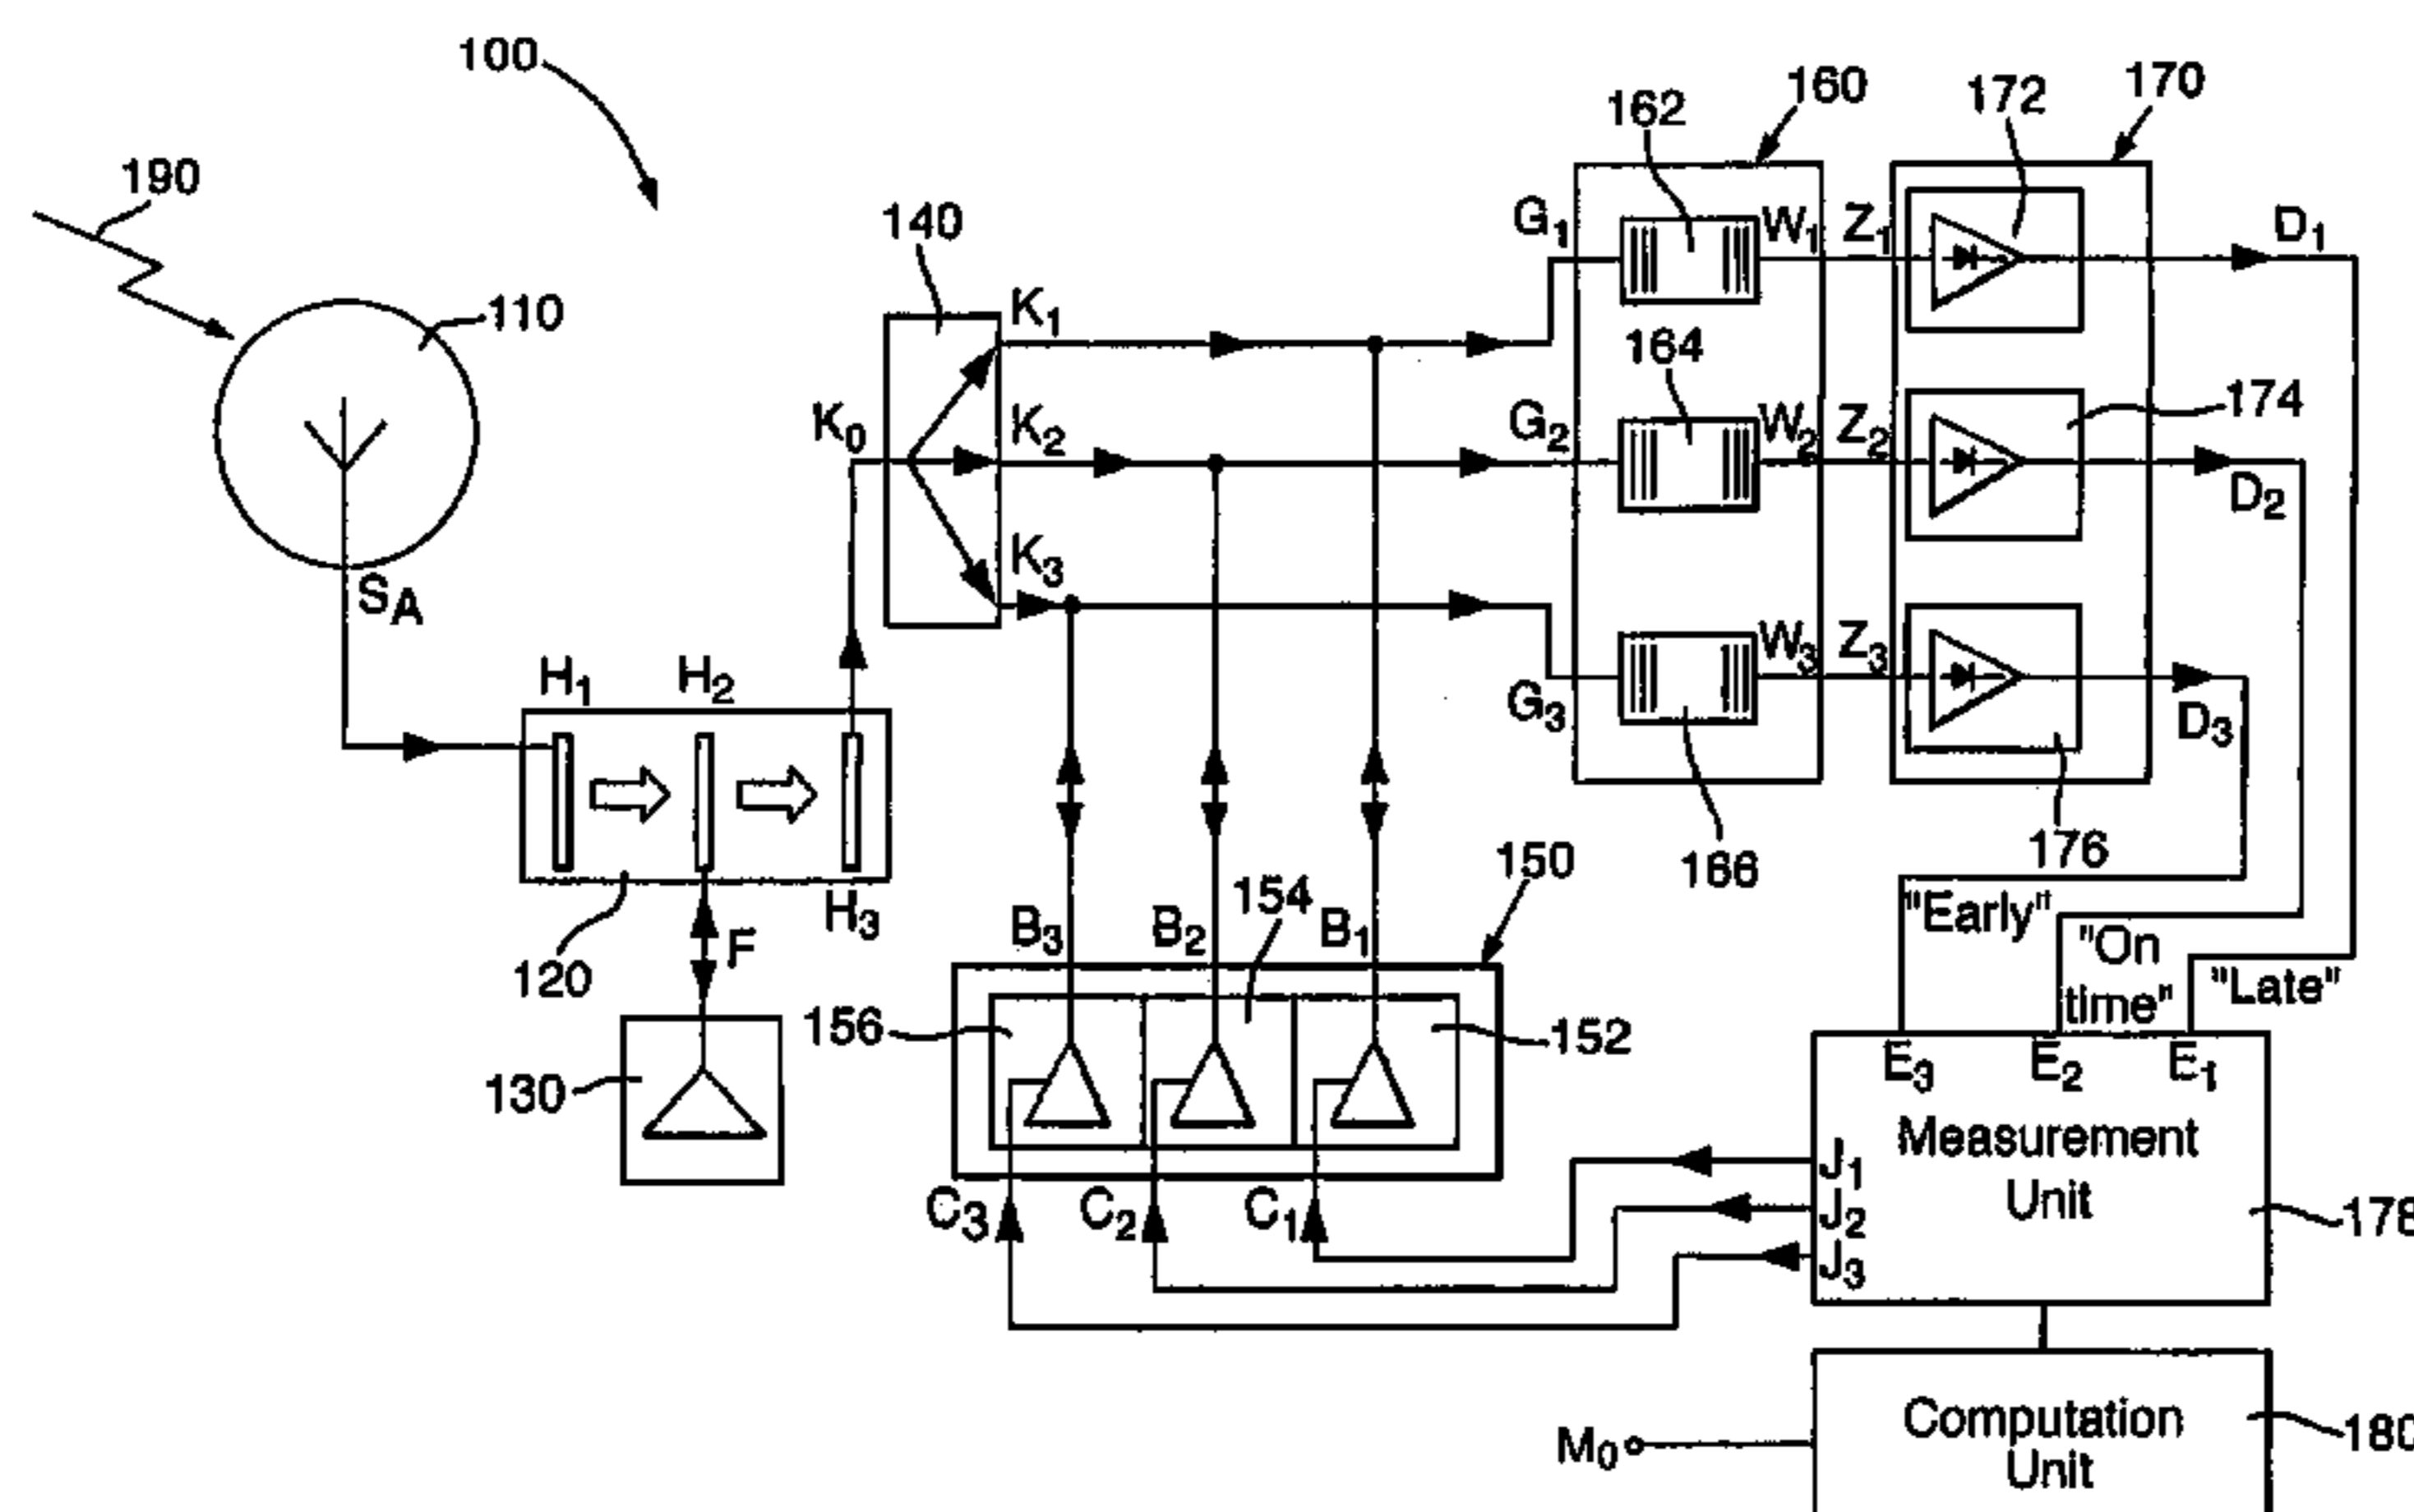 100
190
110
S_A
H₁
H₂
H₃
120
F
130
140
K₀
K₁
K₂
K₃
160
162
164
166
G₁
G₂
G₃
W₁
W₂
W₃
170
172
174
176
Z₁
Z₂
Z₃
D₁
D₂
D₃
"Early"
"On
time"
"Late"
150
B₃
B₂
B₁
154
156
152
C₃
C₂
C₁
E₃
E₂
E₁
Measurement
Unit
J₁
J₂
J₃
178
Computation
Unit
180
M₀